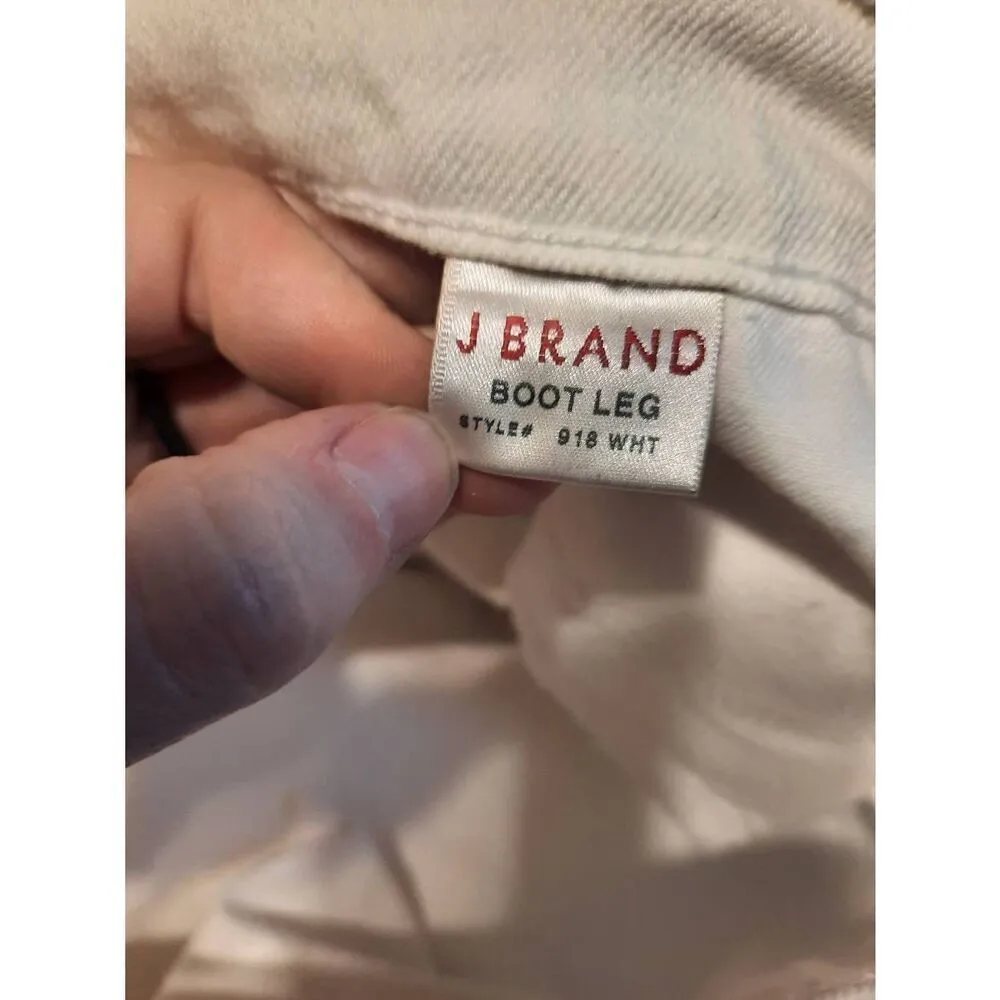 J BRAND
BOOT LEG
STYLE# 918 WHT